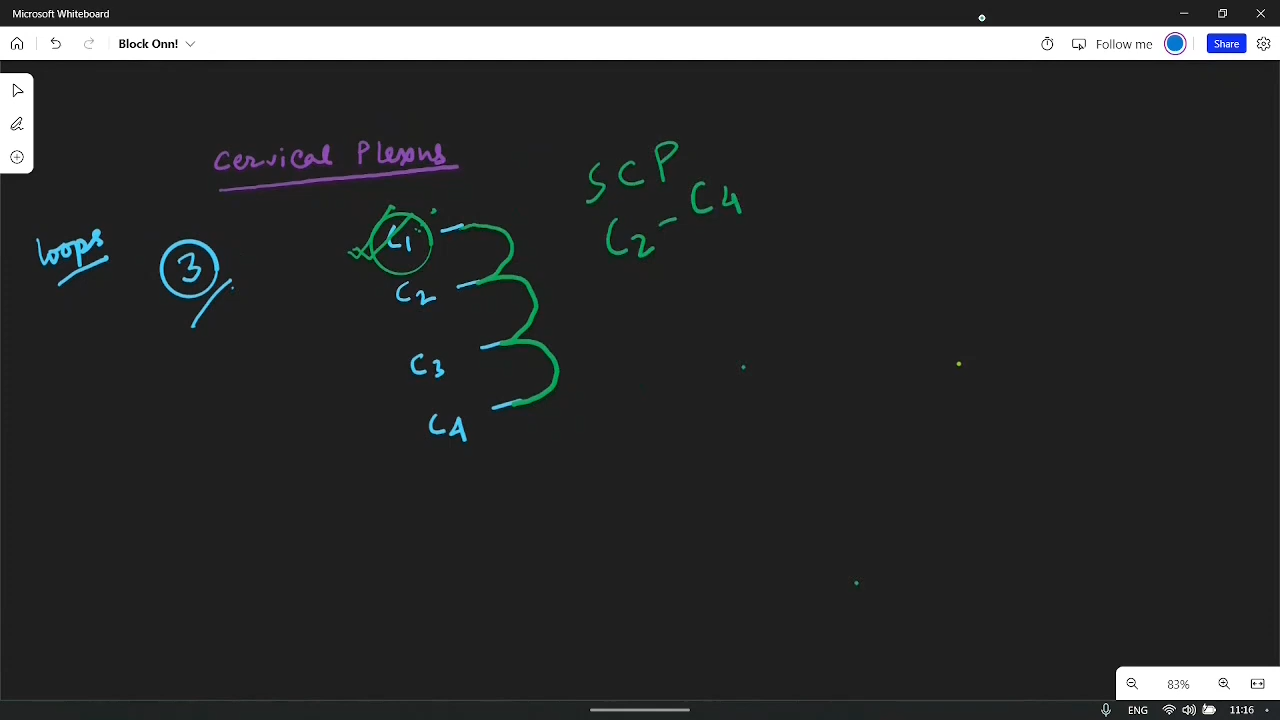 Microsoft Whiteboard
Block Onn!
Follow me
Share
Cervical Plexus
SCP
C2 - C4
Loops
3
C1
C2
C3
C4
83%
ENG
11:16